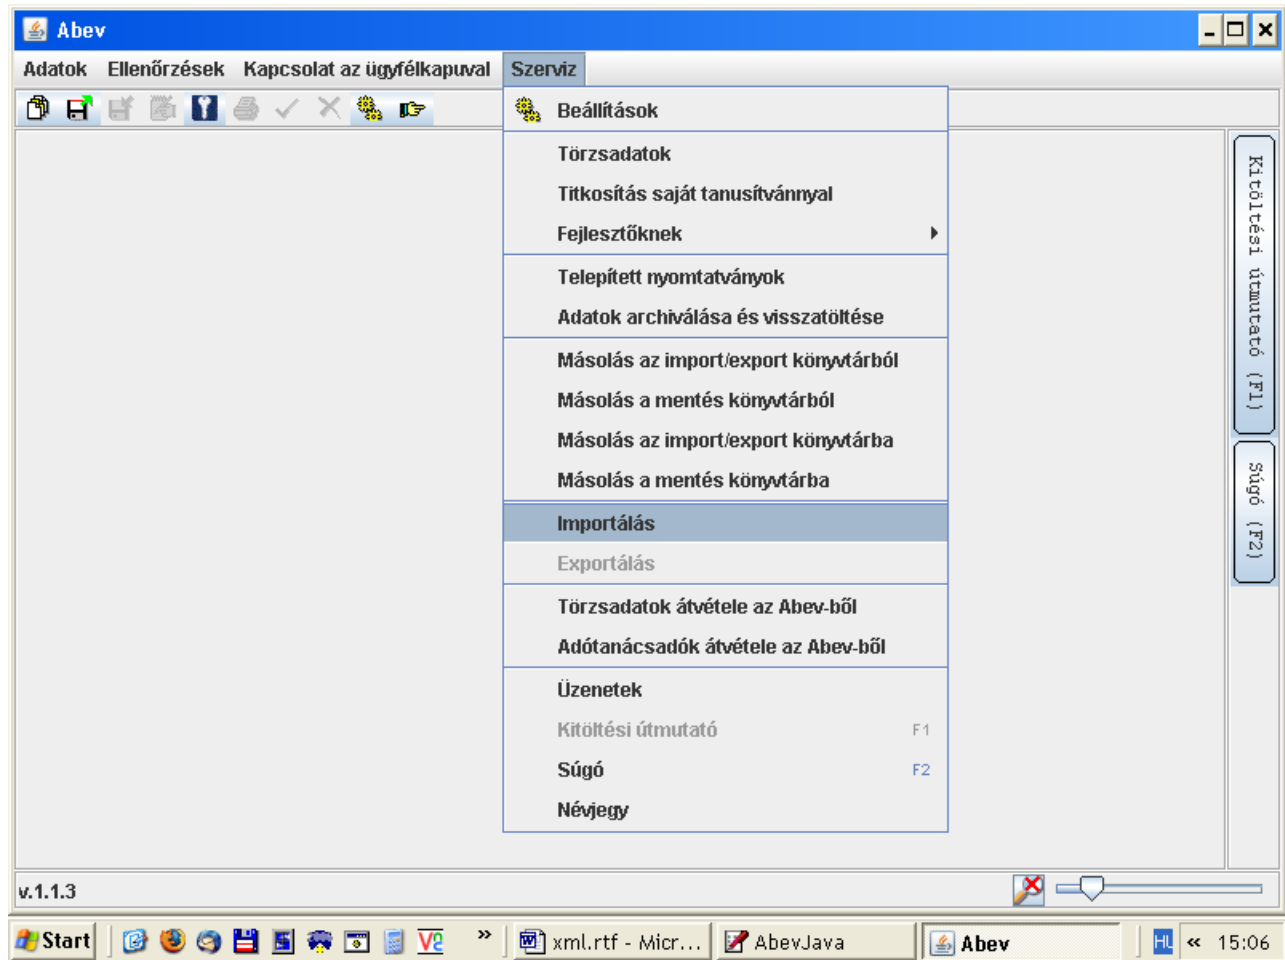 Abev
Adatok Ellenőrzések Kapcsolat az ügyfélkapuval Szerviz
Beállítások
Törzsadatok
Titkosítás saját tanusítvánnyal
Fejlesztőknek
Telepített nyomtatványok
Adatok archiválása és visszatöltése
Másolás az import/export könyvtárból
Másolás a mentés könyvtárból
Másolás az import/export könyvtárba
Másolás a mentés könyvtárba
Importálás
Exportálás
Törzsadatok átvétele az Abev-ből
Adótanácsadók átvétele az Abev-ből
Üzenetek
Kitöltési útmutató F1
Súgó F2
Névjegy
Kitöltési útmutató (F1)
Súgó (F2)
v.1.1.3
Start » xml.rtf - Micr... AbevJava Abev HU « 15:06